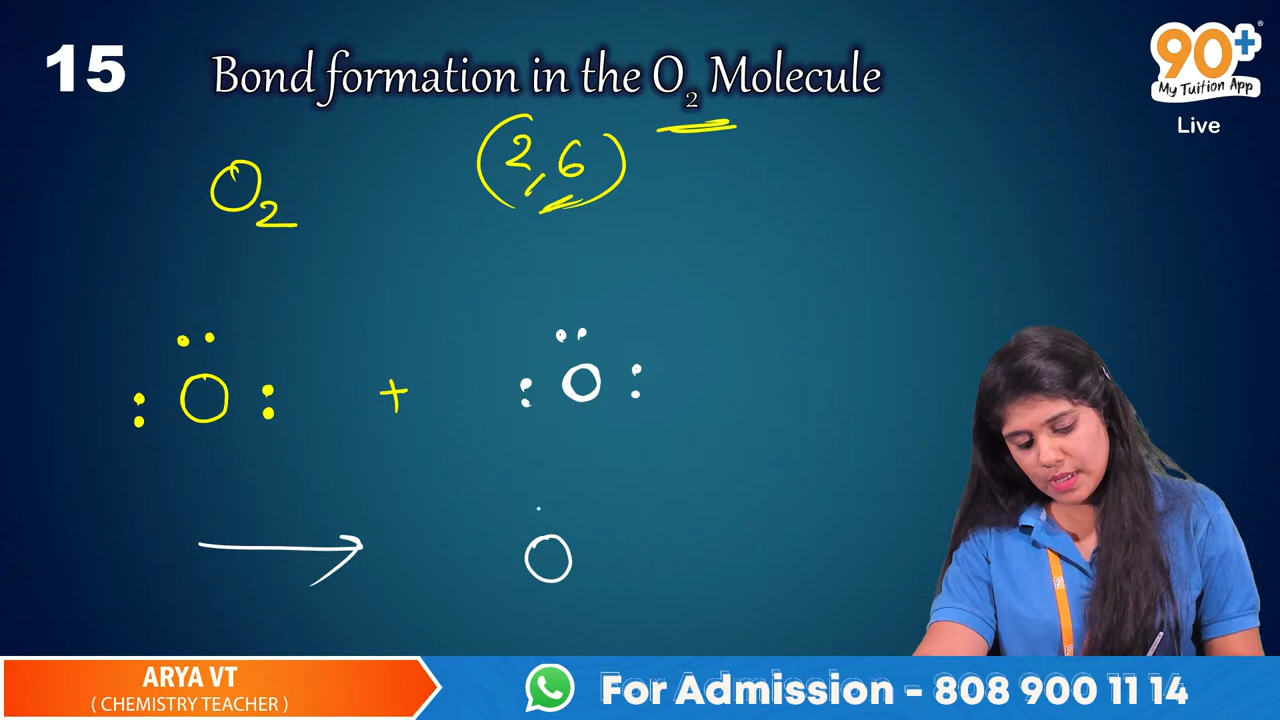 15
Bond formation in the O₂ Molecule
90+
My Tuition App
Live
O₂
(2,6)
O + O
→ O
ARYA VT
( CHEMISTRY TEACHER )
For Admission - 808 900 11 14